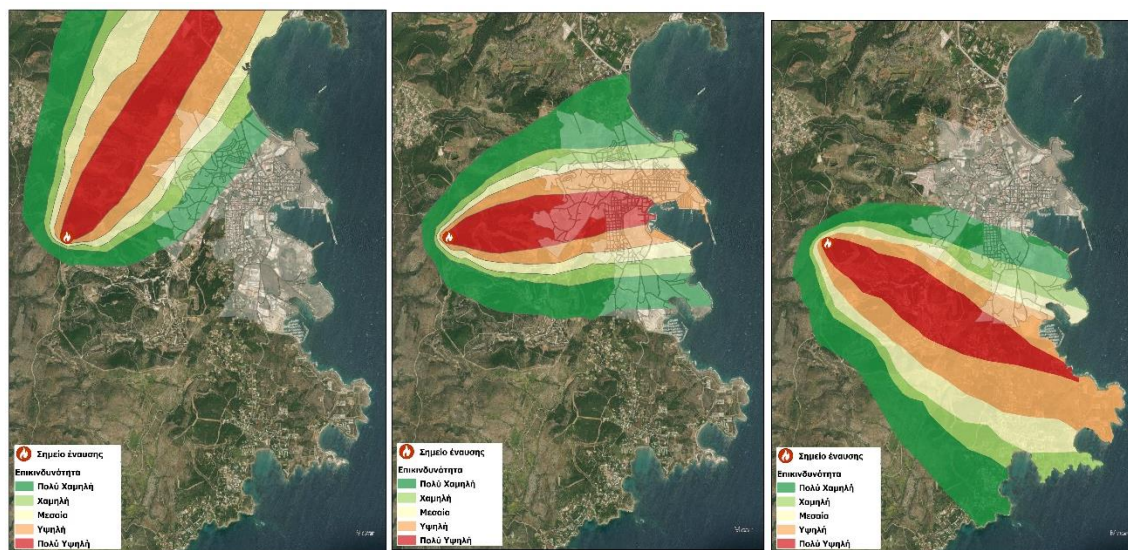 Σημείο έναυσης
Επικινδυνότητα
Πολύ Χαμηλή
Χαμηλή
Μεσαία
Υψηλή
Πολύ Υψηλή
Σημείο έναυσης
Επικινδυνότητα
Πολύ Χαμηλή
Χαμηλή
Μεσαία
Υψηλή
Πολύ Υψηλή
Σημείο έναυσης
Επικινδυνότητα
Πολύ Χαμηλή
Χαμηλή
Μεσαία
Υψηλή
Πολύ Υψηλή